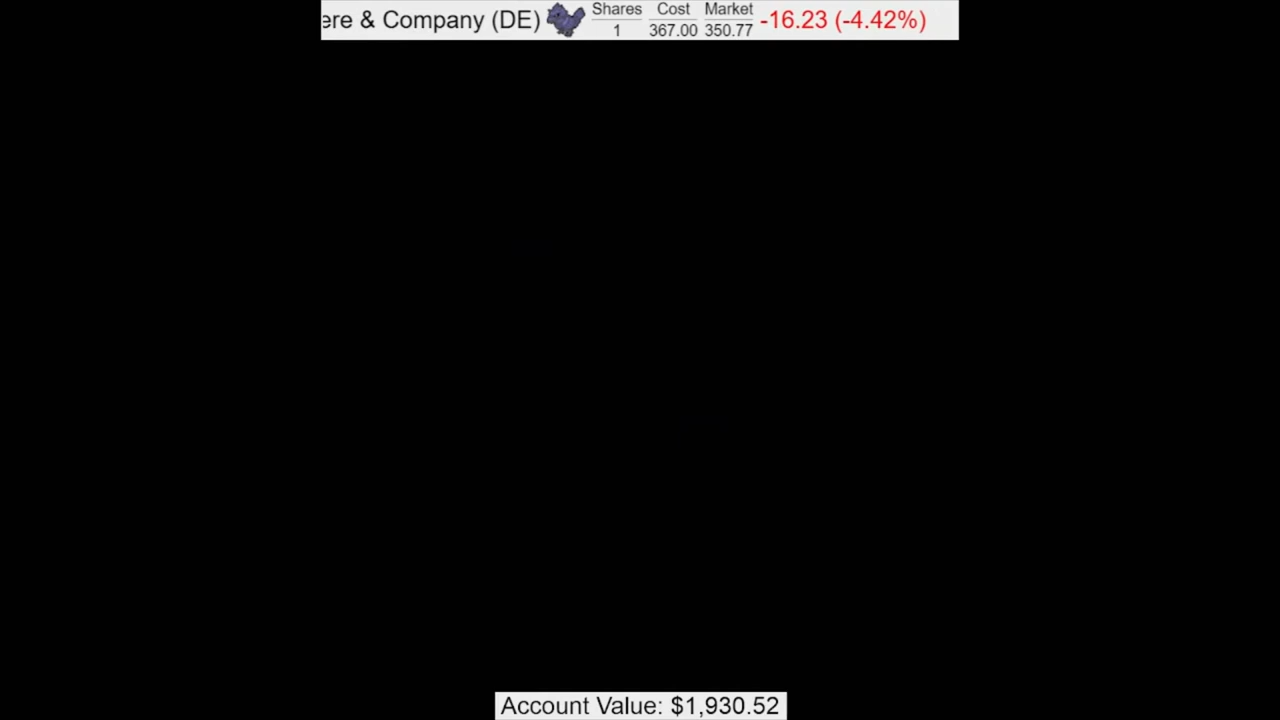 ere & Company (DE) Shares Cost Market -16.23 (-4.42%)
1 367.00 350.77
Account Value: $1,930.52